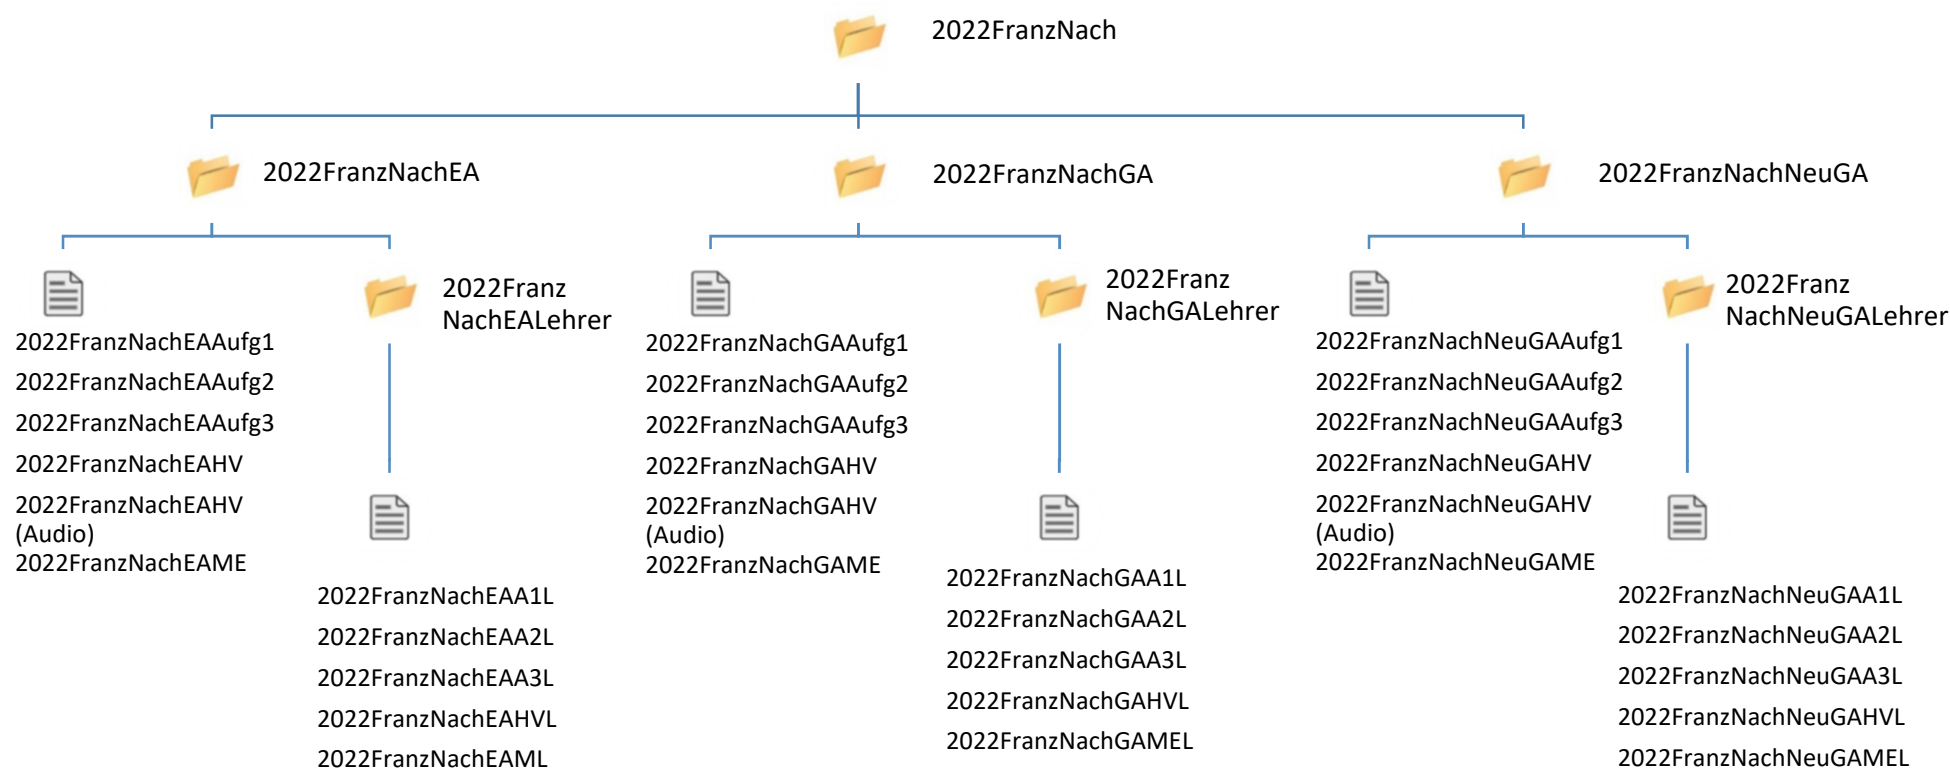 2022FranzNach
2022FranzNachEA
2022FranzNachGA
2022FranzNachNeuGA
2022FranzNachEAAufg1
2022FranzNachEAAufg2
2022FranzNachEAAufg3
2022FranzNachEAHV
2022FranzNachEAHV
(Audio)
2022FranzNachEAME
2022Franz
NachEALehrer
2022FranzNachEAA1L
2022FranzNachEAA2L
2022FranzNachEAA3L
2022FranzNachEAHVL
2022FranzNachEAML
2022FranzNachGAAufg1
2022FranzNachGAAufg2
2022FranzNachGAAufg3
2022FranzNachGAHV
2022FranzNachGAHV
(Audio)
2022FranzNachGAME
2022Franz
NachGALehrer
2022FranzNachGAA1L
2022FranzNachGAA2L
2022FranzNachGAA3L
2022FranzNachGAHVL
2022FranzNachGAMEL
2022FranzNachNeuGAAufg1
2022FranzNachNeuGAAufg2
2022FranzNachNeuGAAufg3
2022FranzNachNeuGAHV
2022FranzNachNeuGAHV
(Audio)
2022FranzNachNeuGAME
2022Franz
NachNeuGALehrer
2022FranzNachNeuGAA1L
2022FranzNachNeuGAA2L
2022FranzNachNeuGAA3L
2022FranzNachNeuGAHVL
2022FranzNachNeuGAMEL